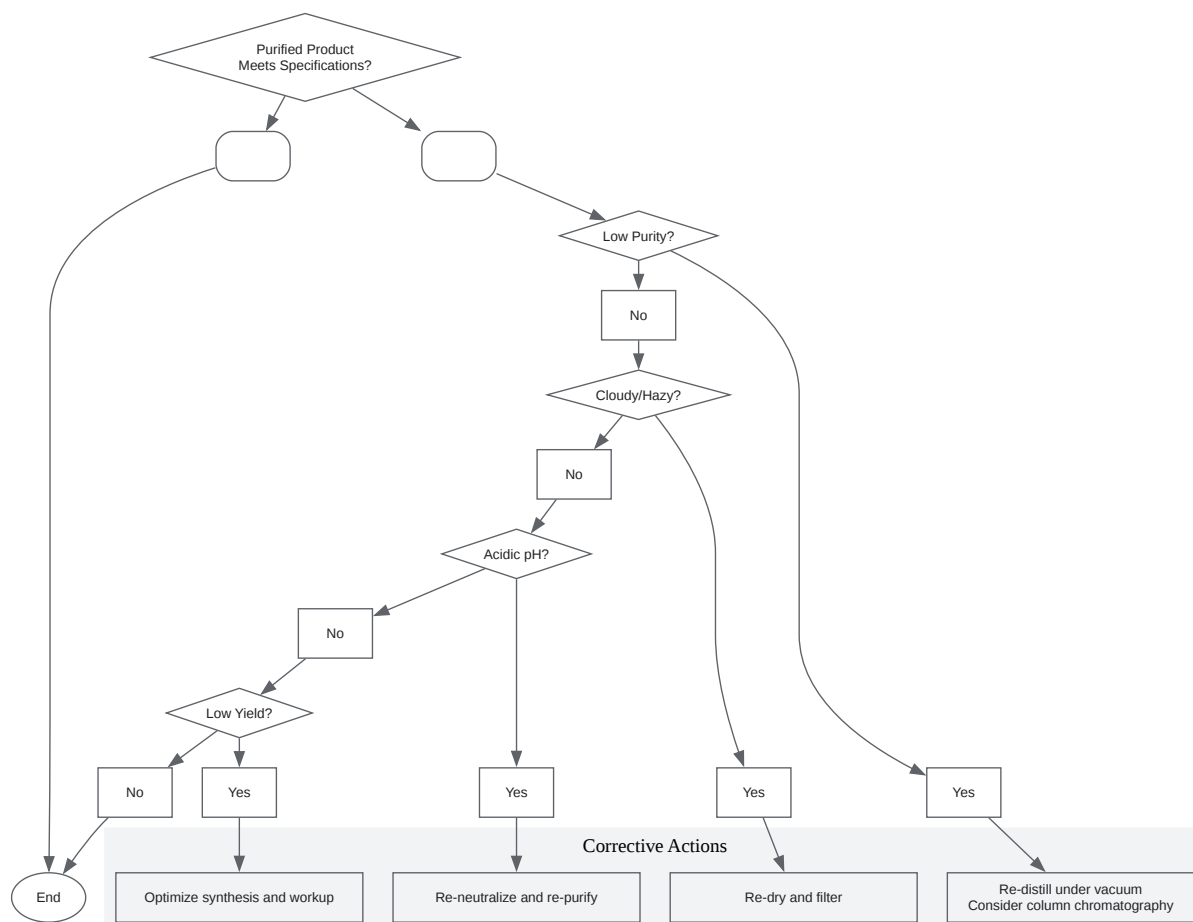 Purified Product
Meets Specifications?
Low Purity?
No
Cloudy/Hazy?
No
Acidic pH?
No
Low Yield?
No
Yes
Yes
Yes
Yes
Corrective Actions
End
Optimize synthesis and workup
Re-neutralize and re-purify
Re-dry and filter
Re-distill under vacuum
Consider column chromatography